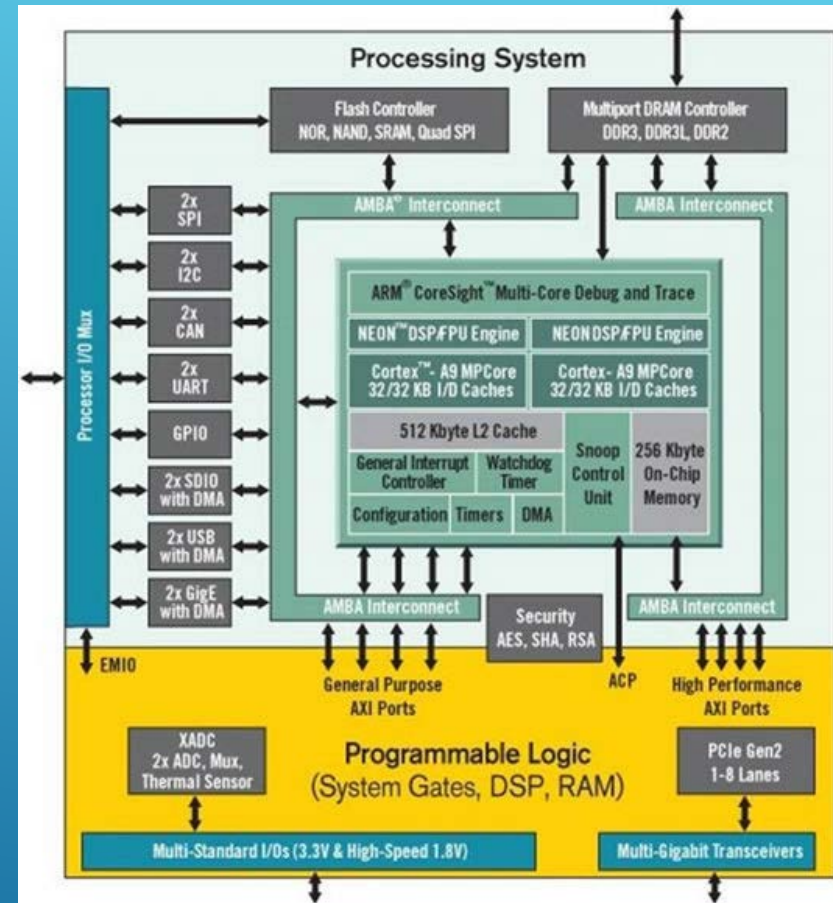 Processing System
Flash Controller
NOR, NAND, SRAM, Quad SPI
Multiport DRAM Controller
DDR3, DDR3L, DDR2
AMBA® Interconnect
AMBA Interconnect
Processor I/O Mux
2x
SPI
2x
I2C
2x
CAN
2x
UART
GPIO
2x SDIO
with DMA
2x USB
with DMA
2x GigE
with DMA
ARM® CoreSight™ Multi-Core Debug and Trace
NEON™ DSP/FPU Engine
NEON DSP/FPU Engine
Cortex™- A9 MPCore
32/32 KB I/D Caches
Cortex- A9 MPCore
32/32 KB I/D Caches
512 Kbyte L2 Cache
General Interrupt
Controller
Watchdog
Timer
Configuration
Timers
DMA
Snoop
Control
Unit
256 Kbyte
On-Chip
Memory
AMBA Interconnect
AMBA Interconnect
Security
AES, SHA, RSA
EMIO
General Purpose
AXI Ports
ACP
High Performance
AXI Ports
XADC
2x ADC, Mux,
Thermal Sensor
Programmable Logic
(System Gates, DSP, RAM)
PCIe Gen2
1-8 Lanes
Multi-Standard I/Os (3.3V & High-Speed 1.8V)
Multi-Gigabit Transceivers